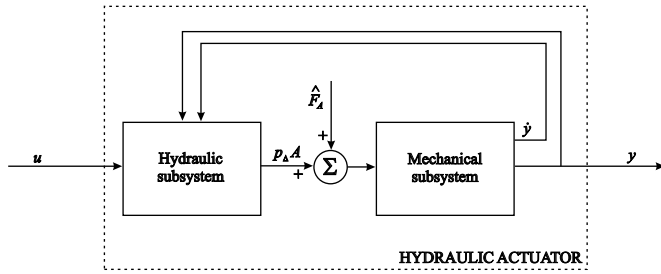 F̂_A
ẏ
+
u
Hydraulic
subsystem
p_Δ A
+
Σ
Mechanical
subsystem
y
HYDRAULIC ACTUATOR